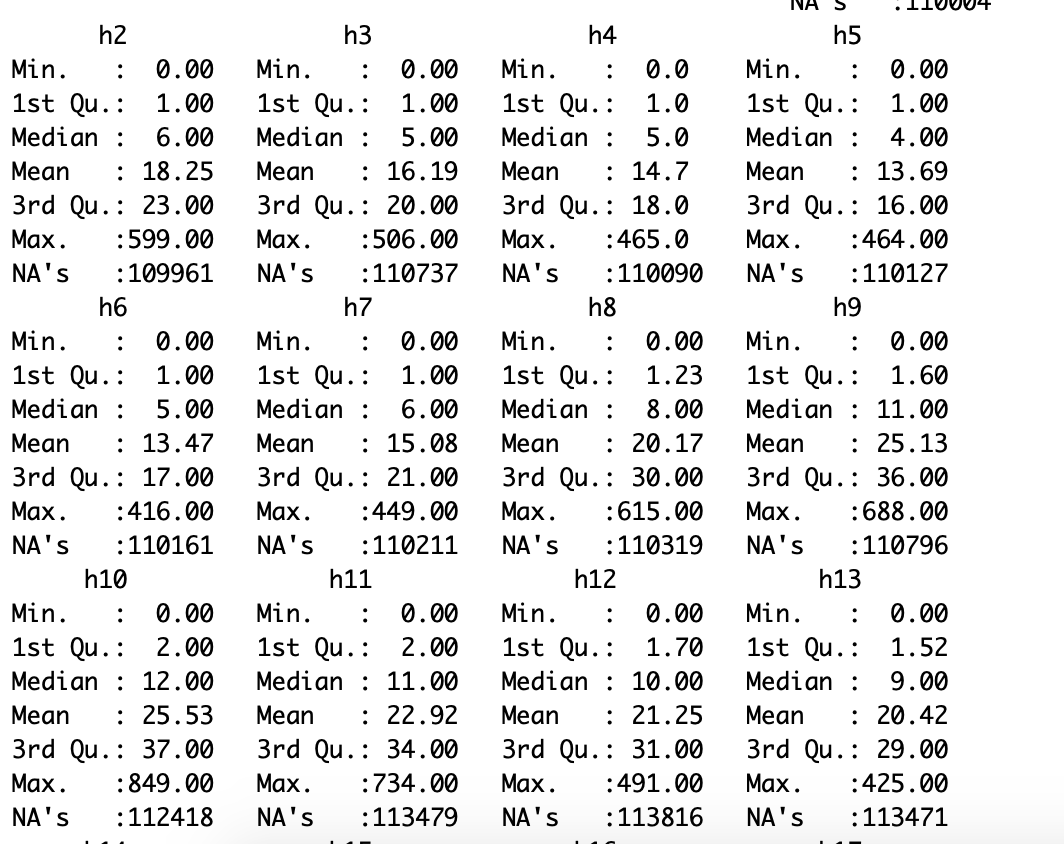 NA's   :110004
      h2               h3               h4               h5
Min.   :  0.00   Min.   :  0.00   Min.   :  0.0   Min.   :  0.00
1st Qu.:  1.00   1st Qu.:  1.00   1st Qu.:  1.0   1st Qu.:  1.00
Median :  6.00   Median :  5.00   Median :  5.0   Median :  4.00
Mean   : 18.25   Mean   : 16.19   Mean   : 14.7   Mean   : 13.69
3rd Qu.: 23.00   3rd Qu.: 20.00   3rd Qu.: 18.0   3rd Qu.: 16.00
Max.   :599.00   Max.   :506.00   Max.   :465.0   Max.   :464.00
NA's   :109961   NA's   :110737   NA's   :110090   NA's   :110127
      h6               h7               h8               h9
Min.   :  0.00   Min.   :  0.00   Min.   :  0.00   Min.   :  0.00
1st Qu.:  1.00   1st Qu.:  1.00   1st Qu.:  1.23   1st Qu.:  1.60
Median :  5.00   Median :  6.00   Median :  8.00   Median : 11.00
Mean   : 13.47   Mean   : 15.08   Mean   : 20.17   Mean   : 25.13
3rd Qu.: 17.00   3rd Qu.: 21.00   3rd Qu.: 30.00   3rd Qu.: 36.00
Max.   :416.00   Max.   :449.00   Max.   :615.00   Max.   :688.00
NA's   :110161   NA's   :110211   NA's   :110319   NA's   :110796
     h10              h11              h12              h13
Min.   :  0.00   Min.   :  0.00   Min.   :  0.00   Min.   :  0.00
1st Qu.:  2.00   1st Qu.:  2.00   1st Qu.:  1.70   1st Qu.:  1.52
Median : 12.00   Median : 11.00   Median : 10.00   Median :  9.00
Mean   : 25.53   Mean   : 22.92   Mean   : 21.25   Mean   : 20.42
3rd Qu.: 37.00   3rd Qu.: 34.00   3rd Qu.: 31.00   3rd Qu.: 29.00
Max.   :849.00   Max.   :734.00   Max.   :491.00   Max.   :425.00
NA's   :112418   NA's   :113479   NA's   :113816   NA's   :113471